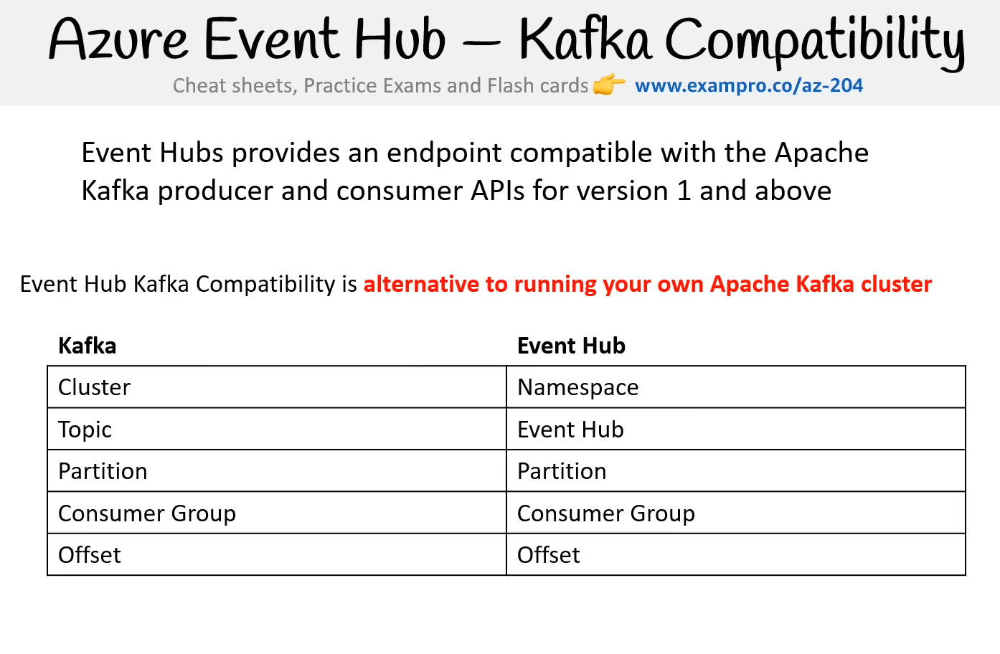 Azure Event Hub – Kafka Compatibility
Cheat sheets, Practice Exams and Flash cards 👉 www.exampro.co/az-204
Event Hubs provides an endpoint compatible with the Apache
Kafka producer and consumer APIs for version 1 and above
Event Hub Kafka Compatibility is alternative to running your own Apache Kafka cluster
Kafka Event Hub
Cluster Namespace
Topic Event Hub
Partition Partition
Consumer Group Consumer Group
Offset Offset